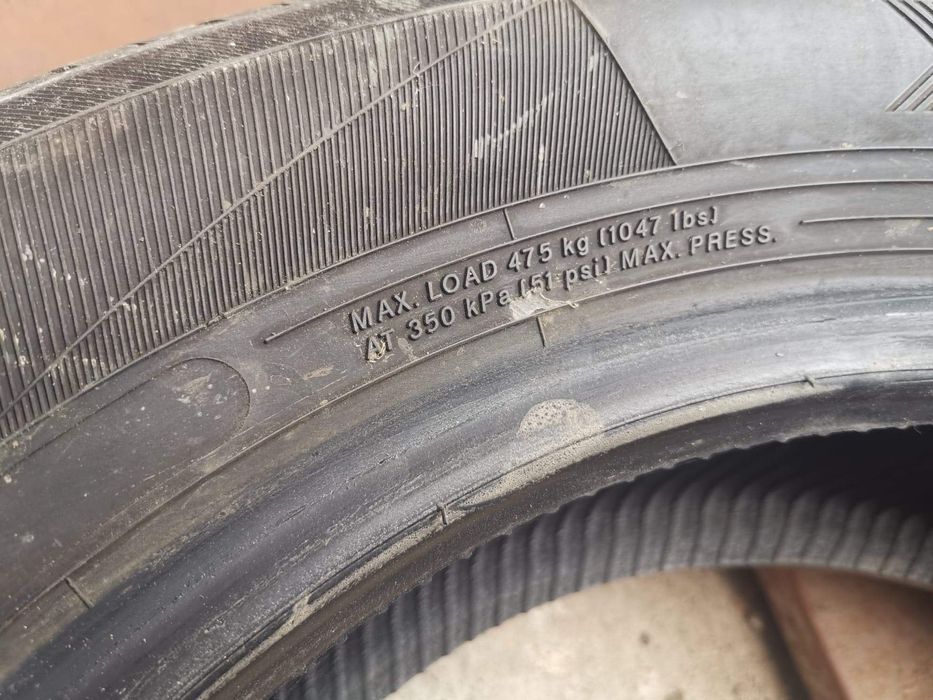 MAX. LOAD 475 kg (1047 lbs)
AT 350 kPa (51 psi) MAX. PRESS.